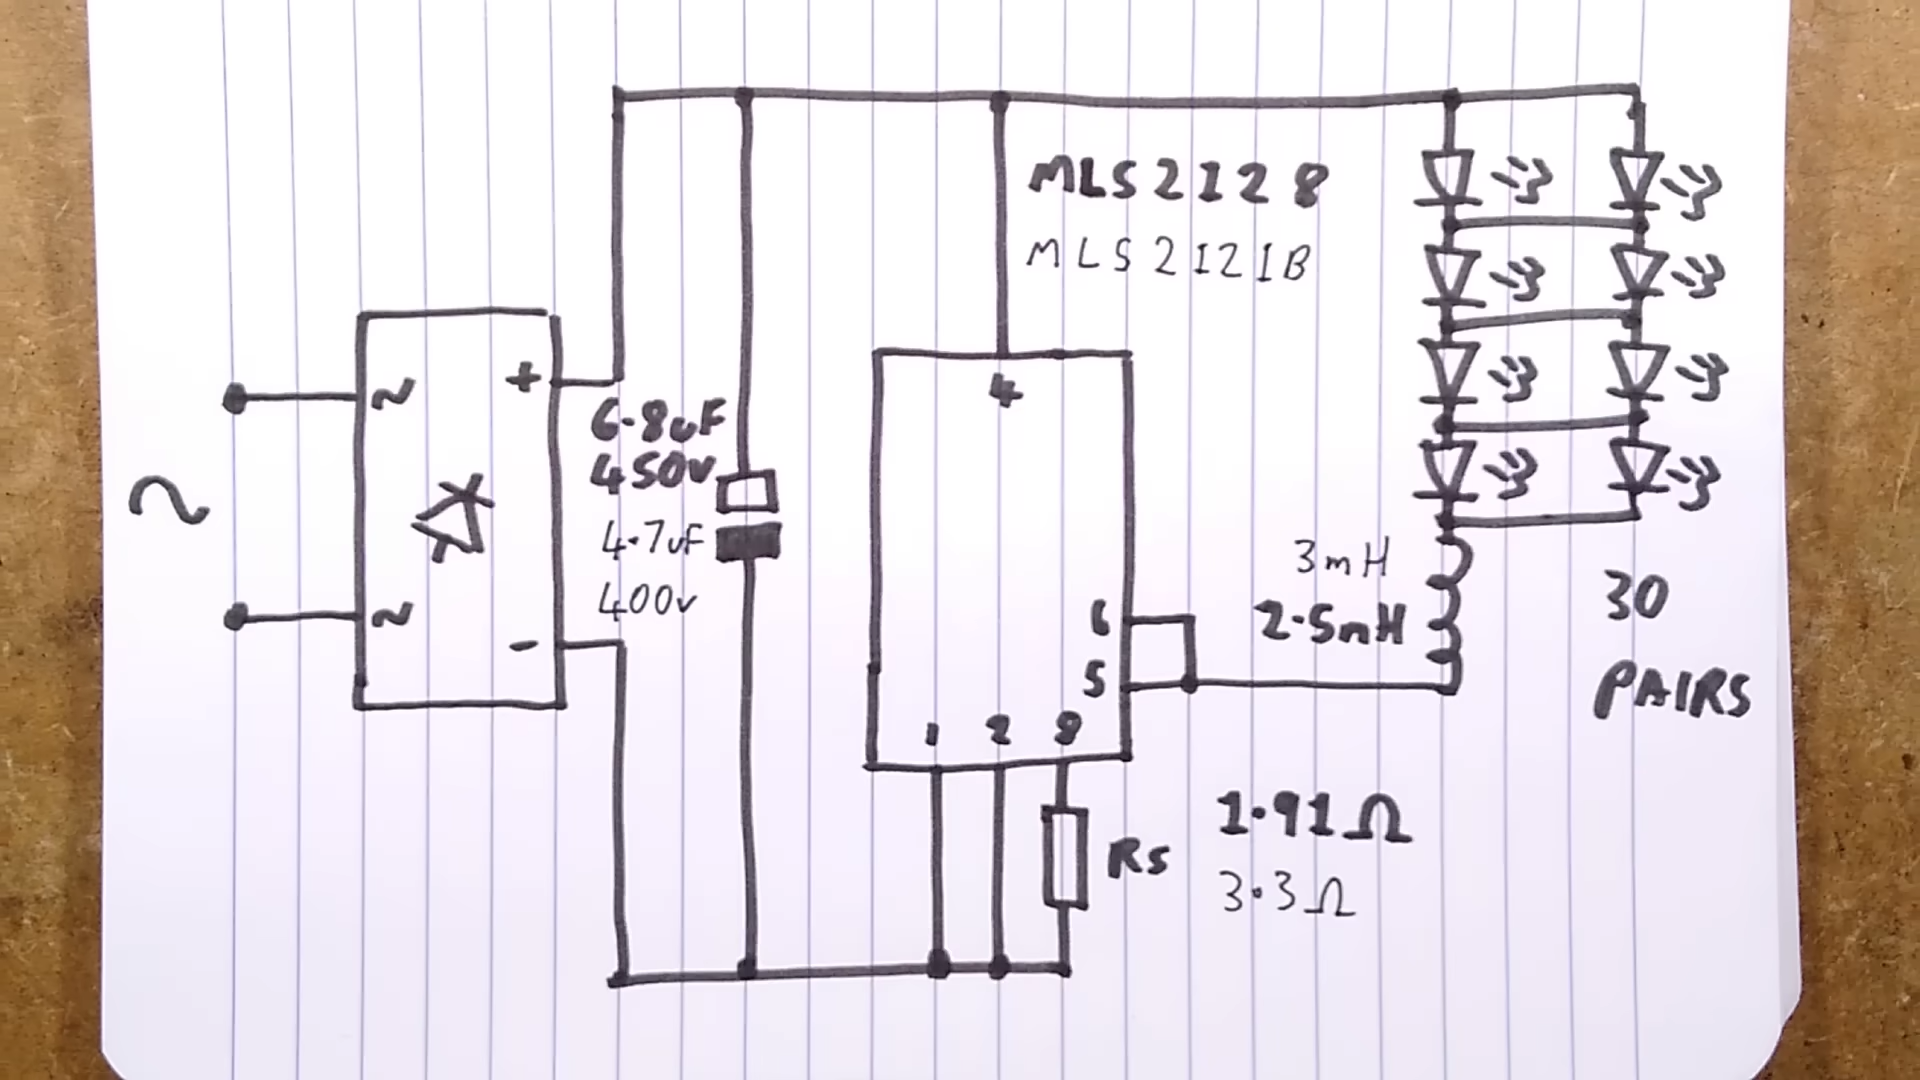 MLS2128
MLS2121B
~
+
4
6.8uF
450V
4.7uF
400v
~
~
-
3mH
2.5mH
6
5
30
PAIRS
1 2 8
Rs
1.91Ω
3.3Ω